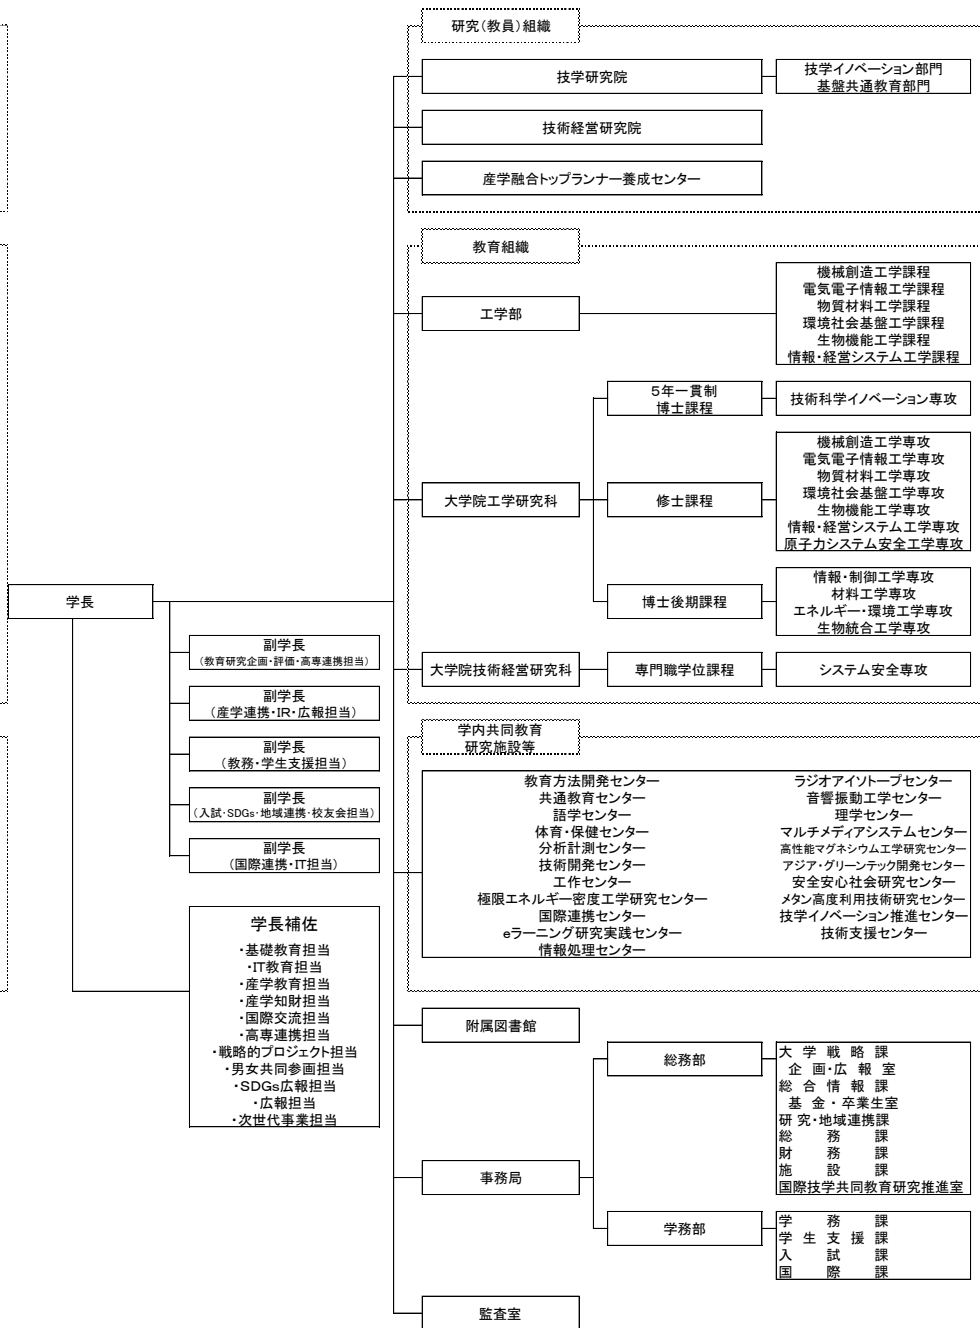 研究(教員)組織
技学研究院
技学イノベーション部門
基盤共通教育部門
技術経営研究院
産学融合トップランナー養成センター
教育組織
工学部
機械創造工学課程
電気電子情報工学課程
物質材料工学課程
環境社会基盤工学課程
生物機能工学課程
情報・経営システム工学課程
5年一貫制
博士課程
技術科学イノベーション専攻
大学院工学研究科
修士課程
機械創造工学専攻
電気電子情報工学専攻
物質材料工学専攻
環境社会基盤工学専攻
生物機能工学専攻
情報・経営システム工学専攻
原子力システム安全工学専攻
博士後期課程
情報・制御工学専攻
材料工学専攻
エネルギー・環境工学専攻
生物統合工学専攻
大学院技術経営研究科
専門職学位課程
システム安全専攻
学長
副学長
(教育研究企画・評価・高専連携担当)
副学長
(産学連携・IR・広報担当)
副学長
(教務・学生支援担当)
副学長
(入試・SDGs・地域連携・校友会担当)
副学長
(国際連携・IT担当)
学長補佐
・基礎教育担当
・IT教育担当
・産学教育担当
・産学知財担当
・国際交流担当
・高専連携担当
・戦略的プロジェクト担当
・男女共同参画担当
・SDGs広報担当
・広報担当
・次世代事業担当
学内共同教育
研究施設等
教育方法開発センター
共通教育センター
語学センター
体育・保健センター
分析計測センター
技術開発センター
工作センター
極限エネルギー密度工学研究センター
国際連携センター
eラーニング研究実践センター
情報処理センター
ラジオアイソトープセンター
音響振動工学センター
理学センター
マルチメディアシステムセンター
高性能マグネシウム工学研究センター
アジア・グリーンテック開発センター
安全安心社会研究センター
メタン高度利用技術研究センター
技学イノベーション推進センター
技術支援センター
附属図書館
事務局
総務部
大学戦略課
企画・広報室
総合情報課
基金・卒業生室
研究・地域連携課
総務課
財務課
施設課
国際技学共同教育研究推進室
学務部
学務課
学生支援課
入試課
国際課
監査室